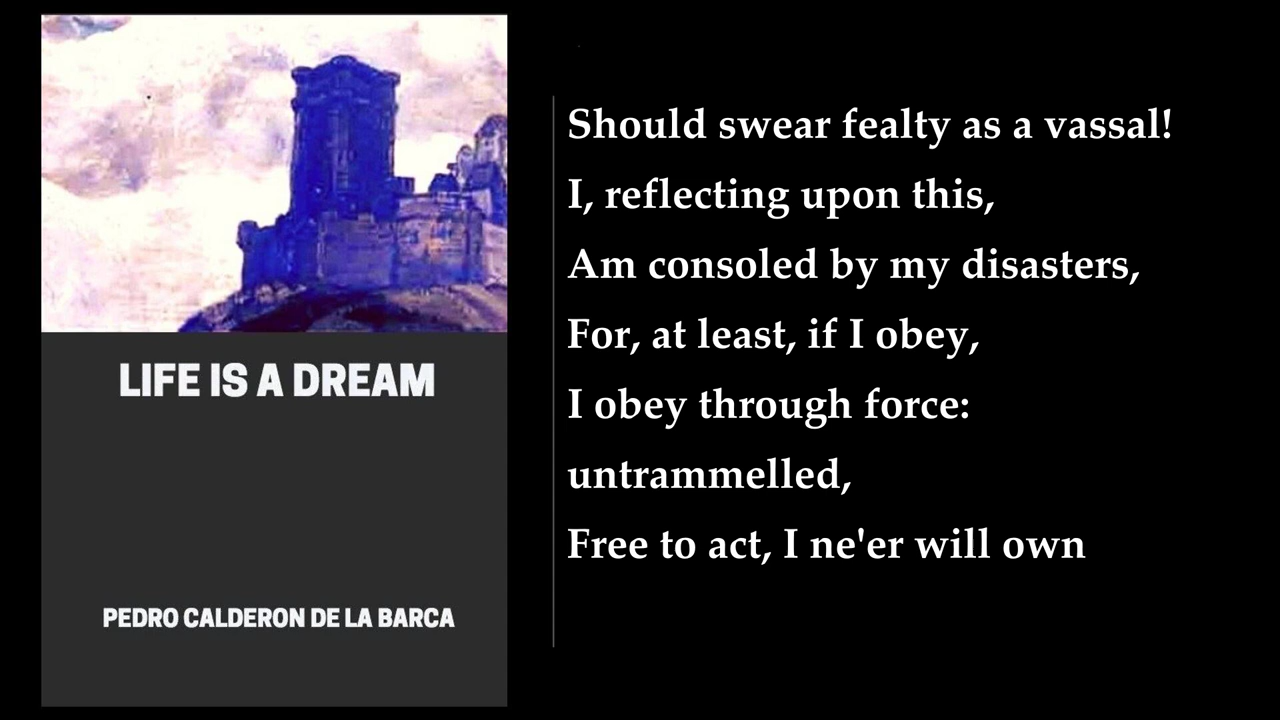 LIFE IS A DREAM
PEDRO CALDERON DE LA BARCA
Should swear fealty as a vassal!
I, reflecting upon this,
Am consoled by my disasters,
For, at least, if I obey,
I obey through force:
untrammelled,
Free to act, I ne'er will own